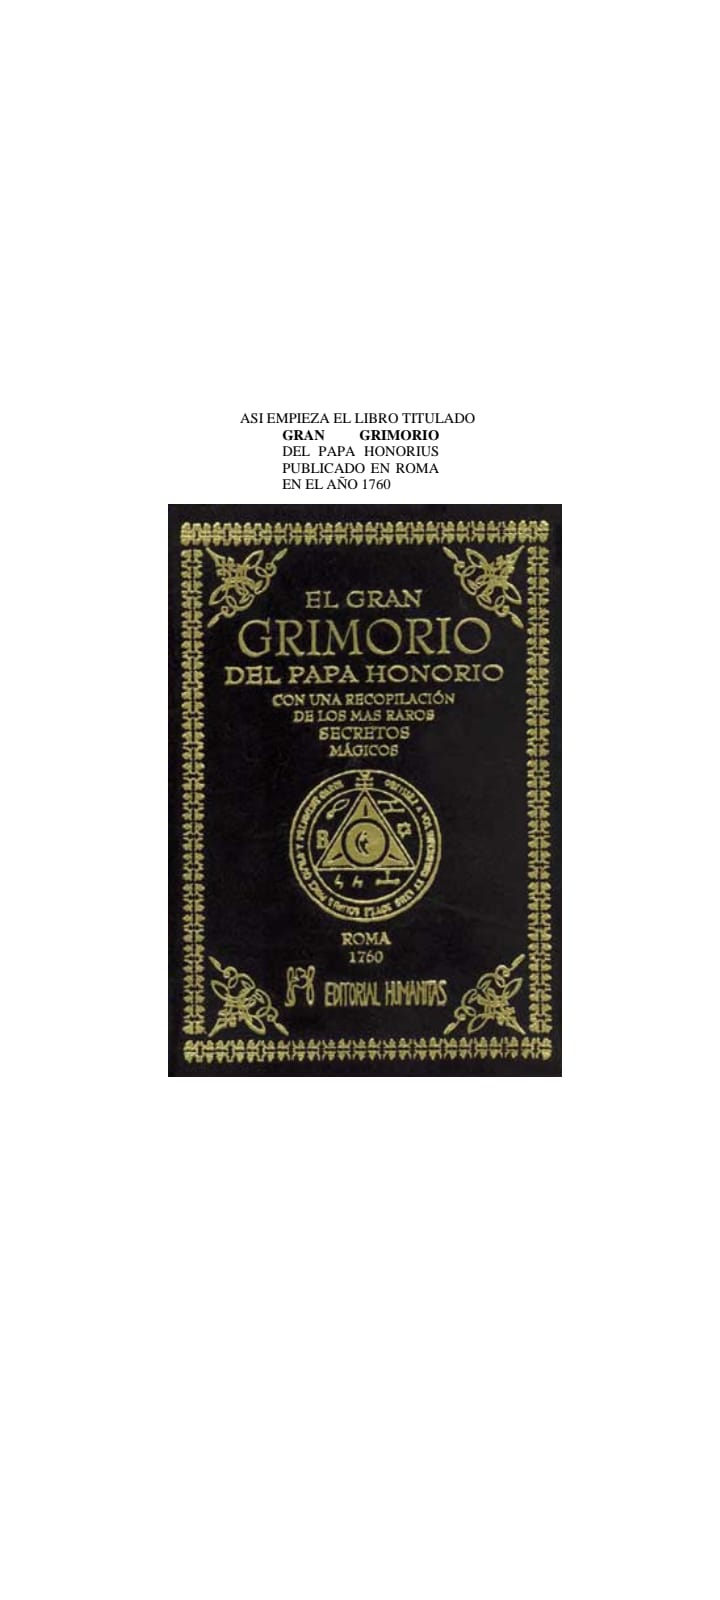 ASI EMPIEZA EL LIBRO TITULADO
GRAN GRIMORIO
DEL PAPA HONORIUS
PUBLICADO EN ROMA
EN EL AÑO 1760
EL GRAN
GRIMORIO
DEL PAPA HONORIO
CON UNA RECOPILACIÓN
DE LOS MAS RAROS
SECRETOS
MÁGICOS
ROMA
1760
EDITORIAL HUMANITAS